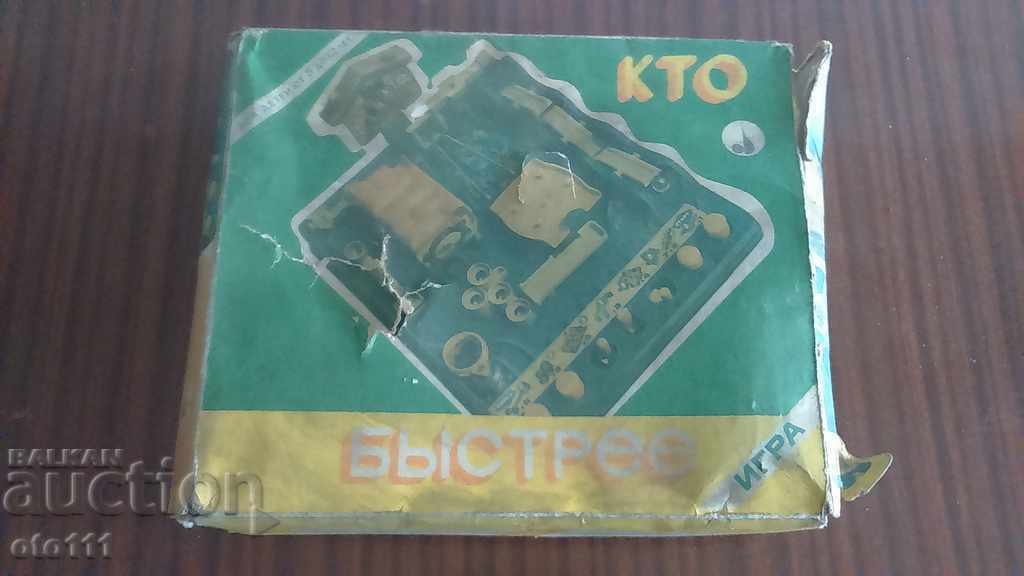 КТО
БЫСТРЕЕ
ИГРА
BALKAN
auction
oto111